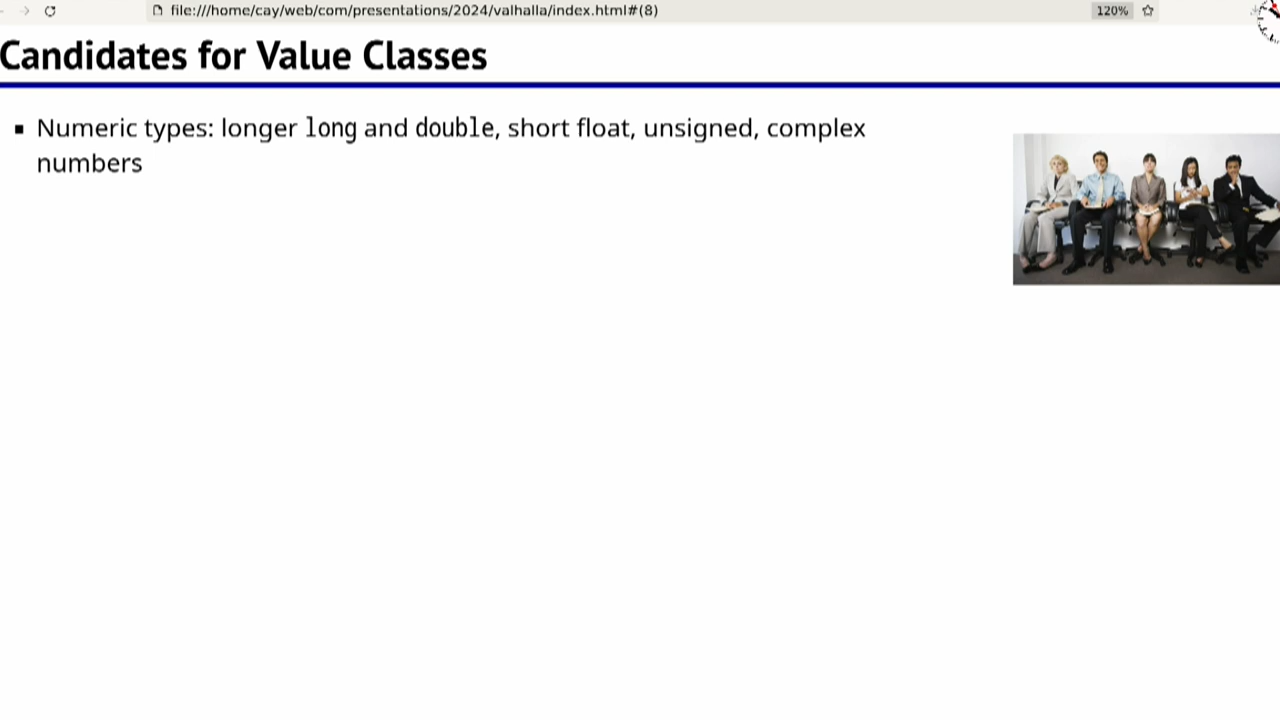 file:///home/cay/web/com/presentations/2024/valhalla/index.html#(8)
120%
Candidates for Value Classes
Numeric types: longer long and double, short float, unsigned, complex
numbers